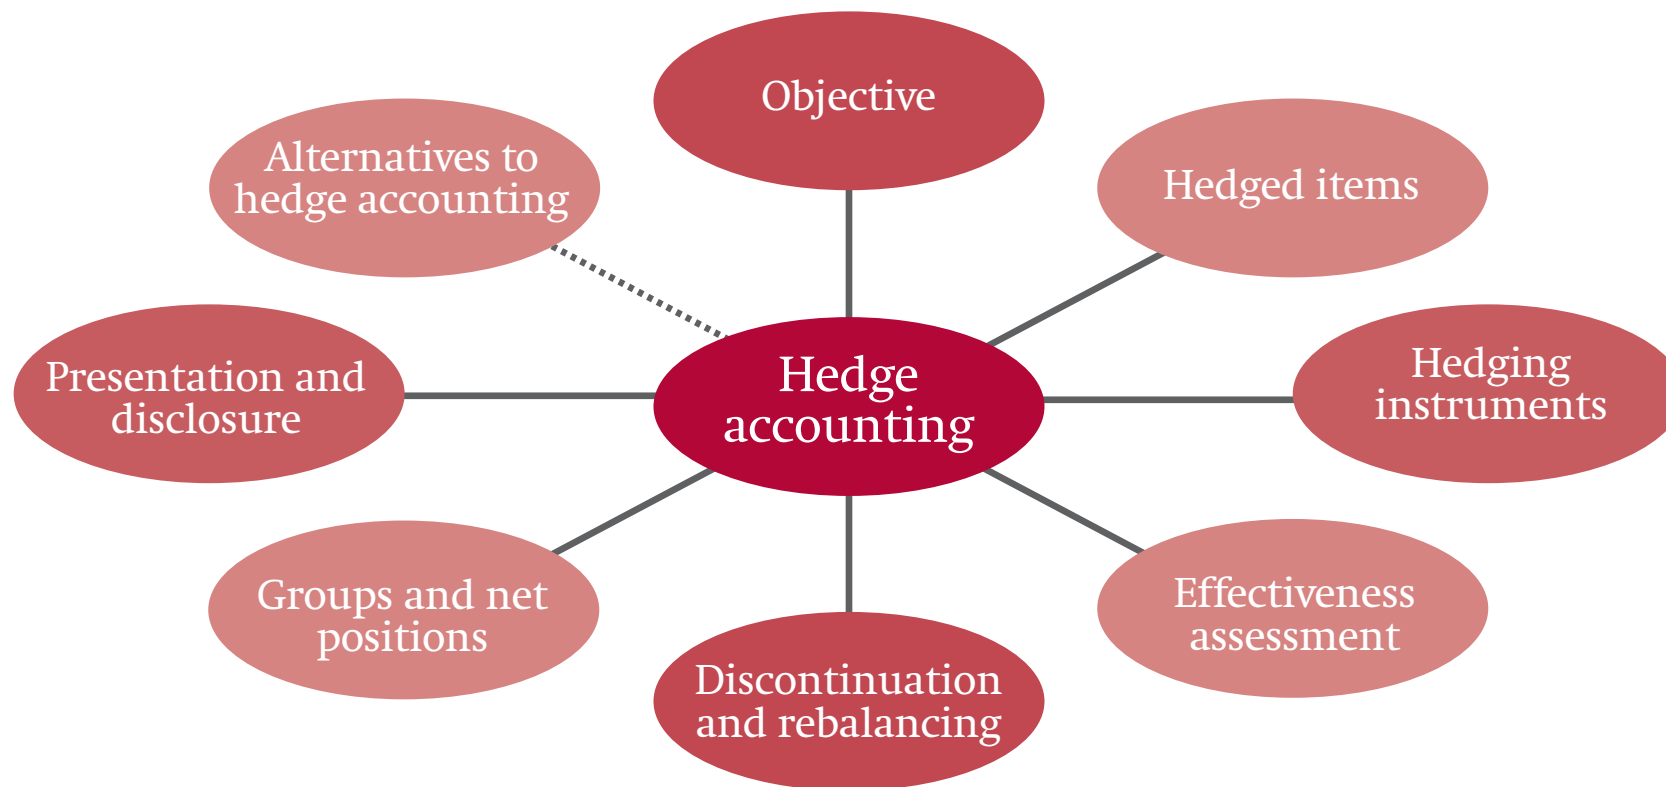 Objective
Alternatives to
hedge accounting
Hedged items
Presentation and
disclosure
Hedge
accounting
Hedging
instruments
Groups and net
positions
Effectiveness
assessment
Discontinuation
and rebalancing